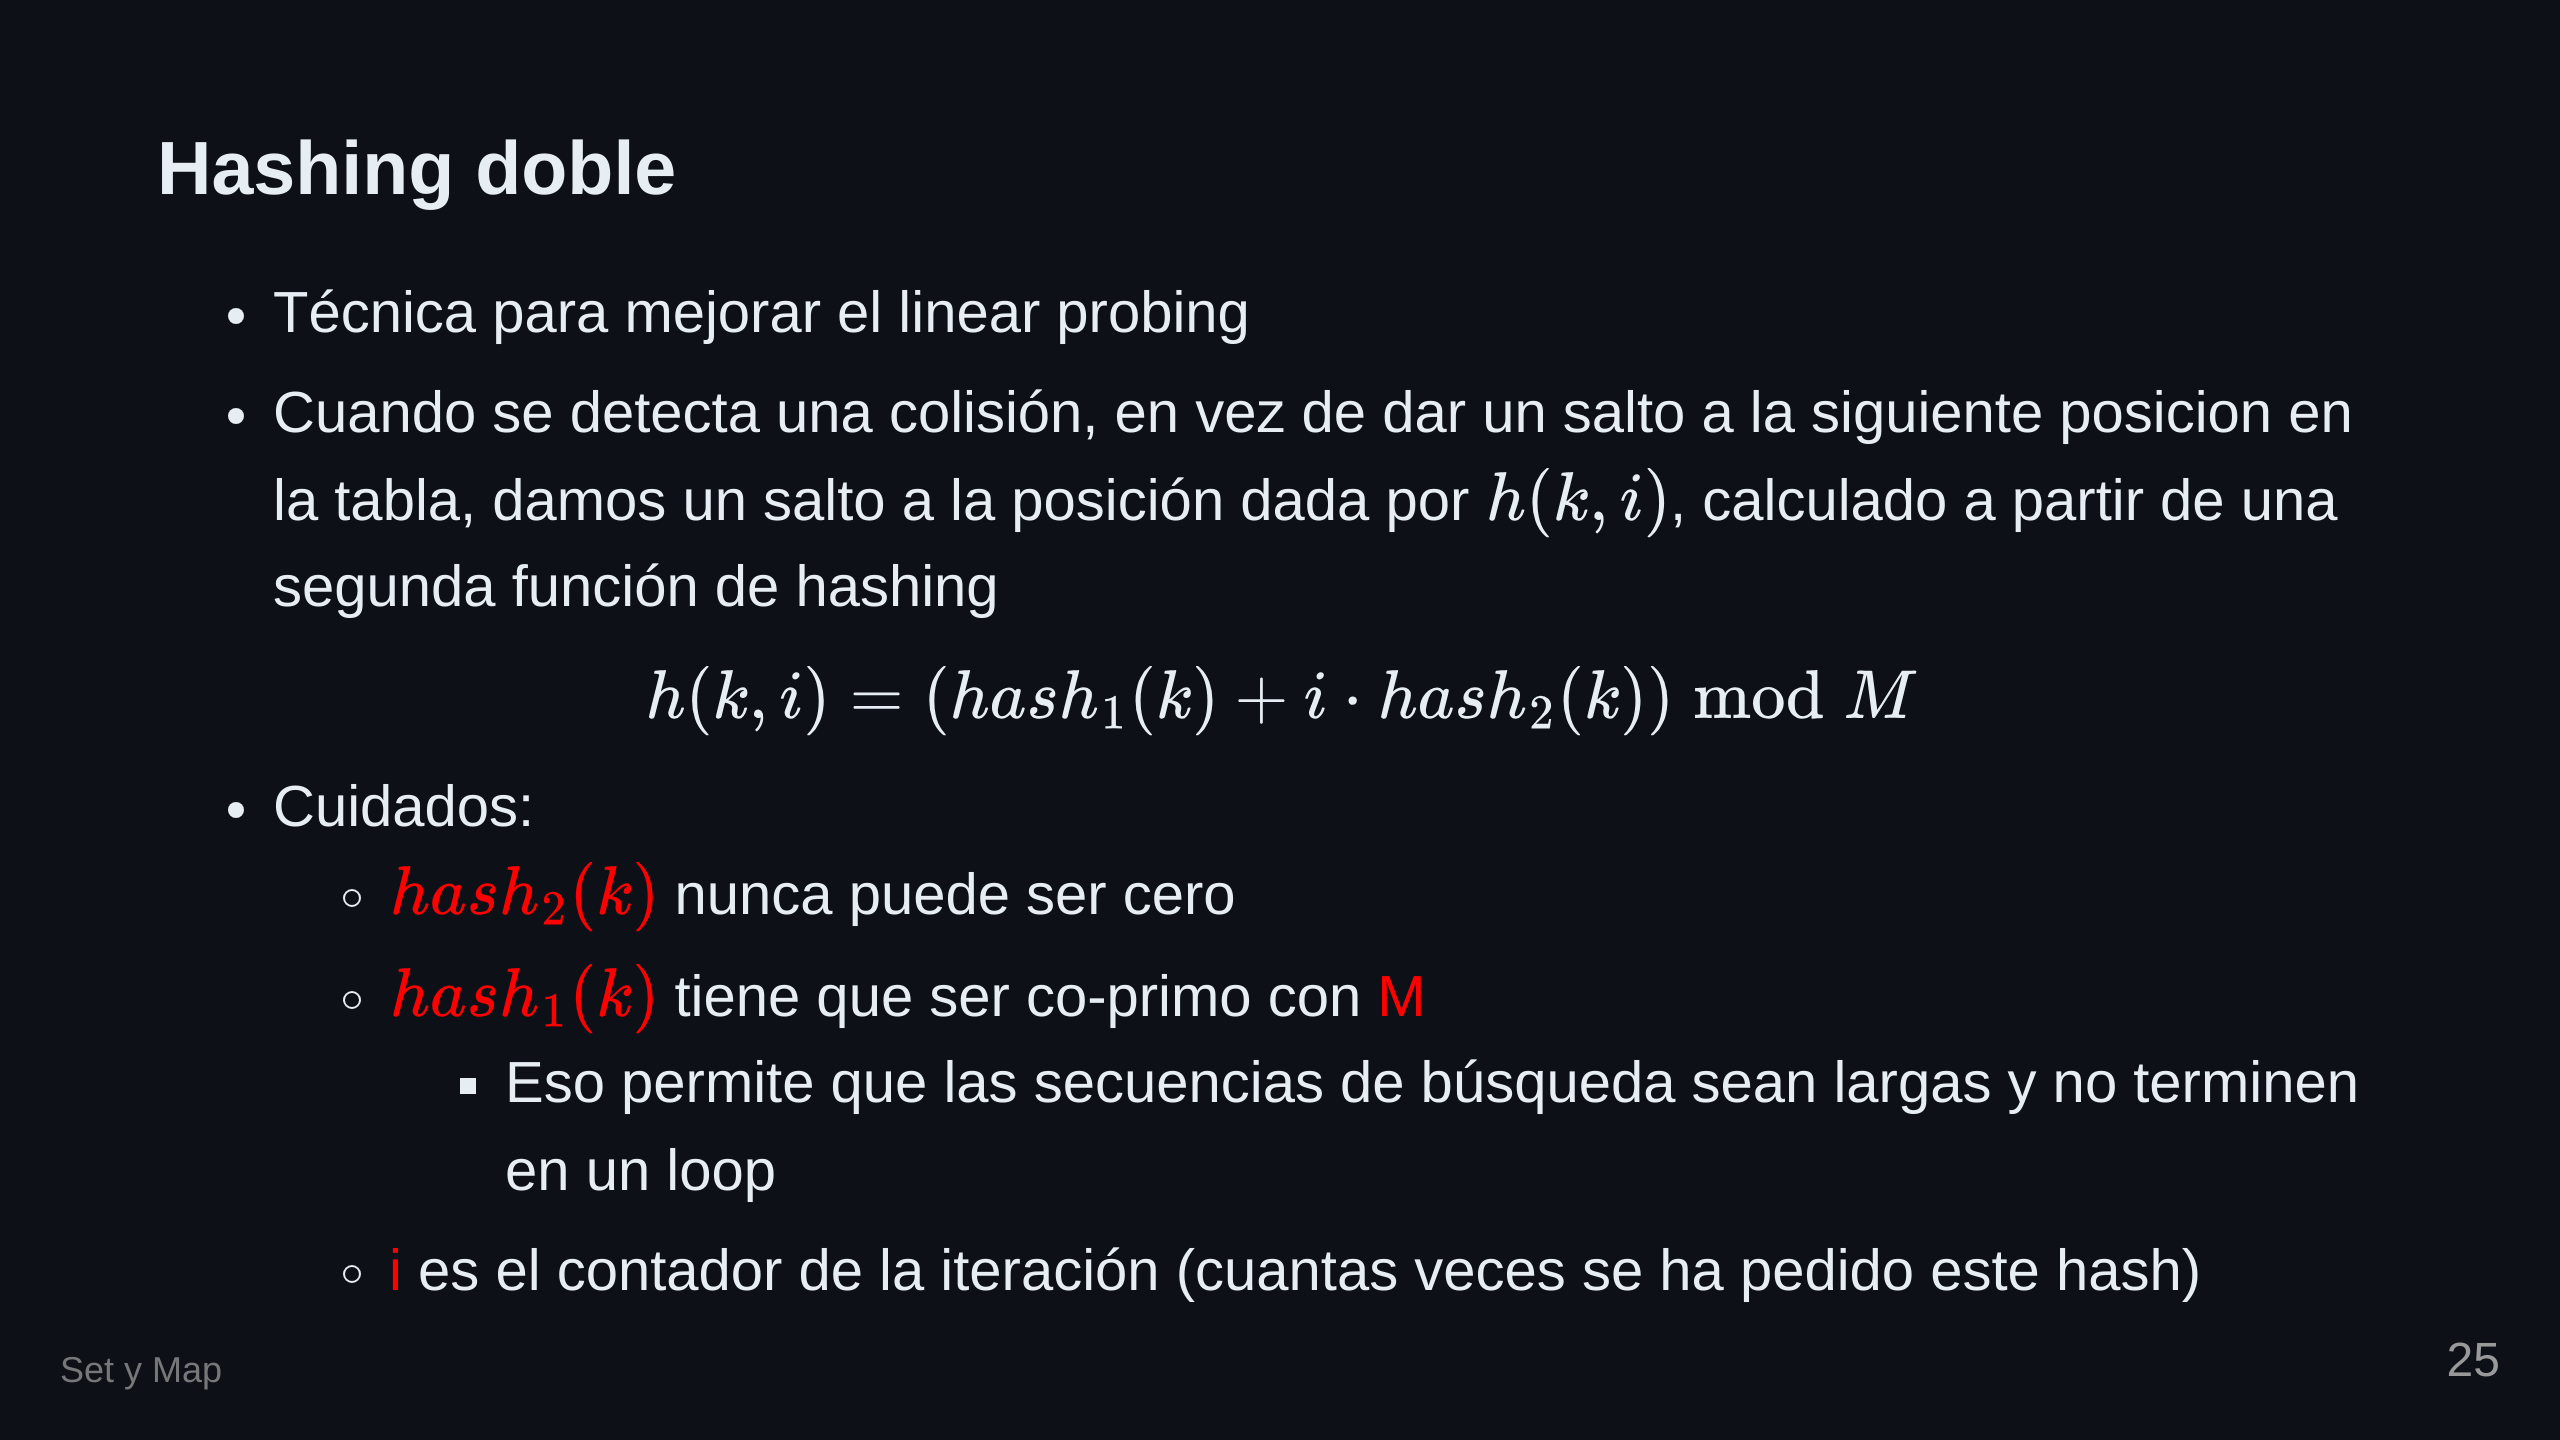 Hashing doble
• Técnica para mejorar el linear probing
• Cuando se detecta una colisión, en vez de dar un salto a la siguiente posicion en
la tabla, damos un salto a la posición dada por h(k, i), calculado a partir de una
segunda función de hashing
h(k, i) = (hash₁(k) + i · hash₂(k)) mod M
• Cuidados:
◦ hash₂(k) nunca puede ser cero
◦ hash₁(k) tiene que ser co-primo con M
▪ Eso permite que las secuencias de búsqueda sean largas y no terminen
en un loop
◦ i es el contador de la iteración (cuantas veces se ha pedido este hash)
Set y Map
25